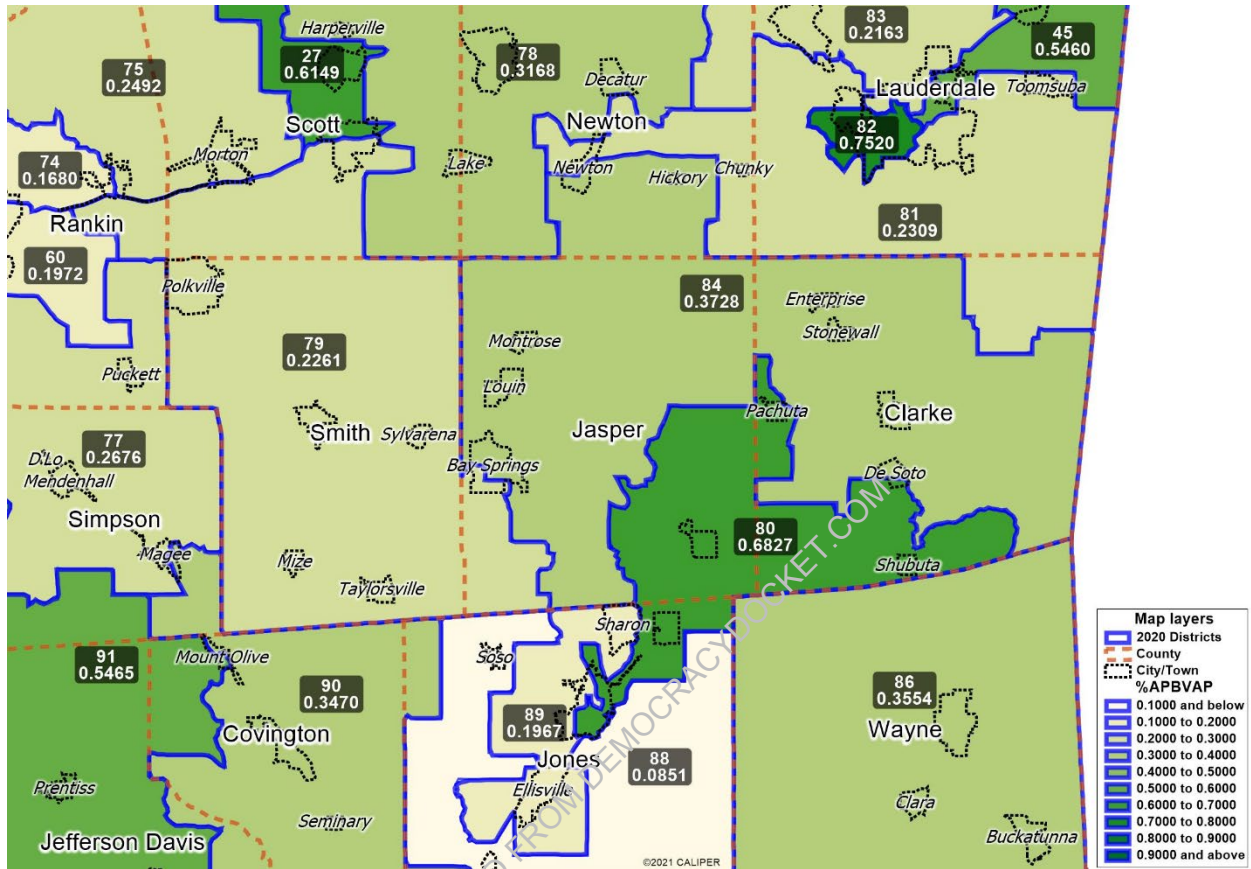 Harperville
83
0.2163
45
0.5460
27
0.6149
78
0.3168
75
0.2492
Decatur
Lauderdale
Toomsuba
Scott
Newton
82
0.7520
74
0.1680
Morton
Lake
Newton
Hickory
Chunky
Rankin
81
0.2309
60
0.1972
Polkville
84
0.3728
Enterprise
Stonewall
79
0.2261
Montrose
Puckett
Louin
Pachuta
Clarke
Smith
Sylvarena
Jasper
77
0.2676
D'Lo
Mendenhall
Bay Springs
De Soto
Simpson
80
0.6827
Magee
Mize
Shubuta
Taylorsville
Sharon
91
0.5465
Mount Olive
Soso
90
0.3470
86
0.3554
89
0.1967
Covington
Wayne
Jones
88
0.0851
Prentiss
Ellisville
Clara
Seminary
Buckatunna
Jefferson Davis
©2021 CALIPER
FROM DEMOCRACYDOCKET.COM
Map layers
2020 Districts
County
City/Town
%APBVAP
0.1000 and below
0.1000 to 0.2000
0.2000 to 0.3000
0.3000 to 0.4000
0.4000 to 0.5000
0.5000 to 0.6000
0.6000 to 0.7000
0.7000 to 0.8000
0.8000 to 0.9000
0.9000 and above